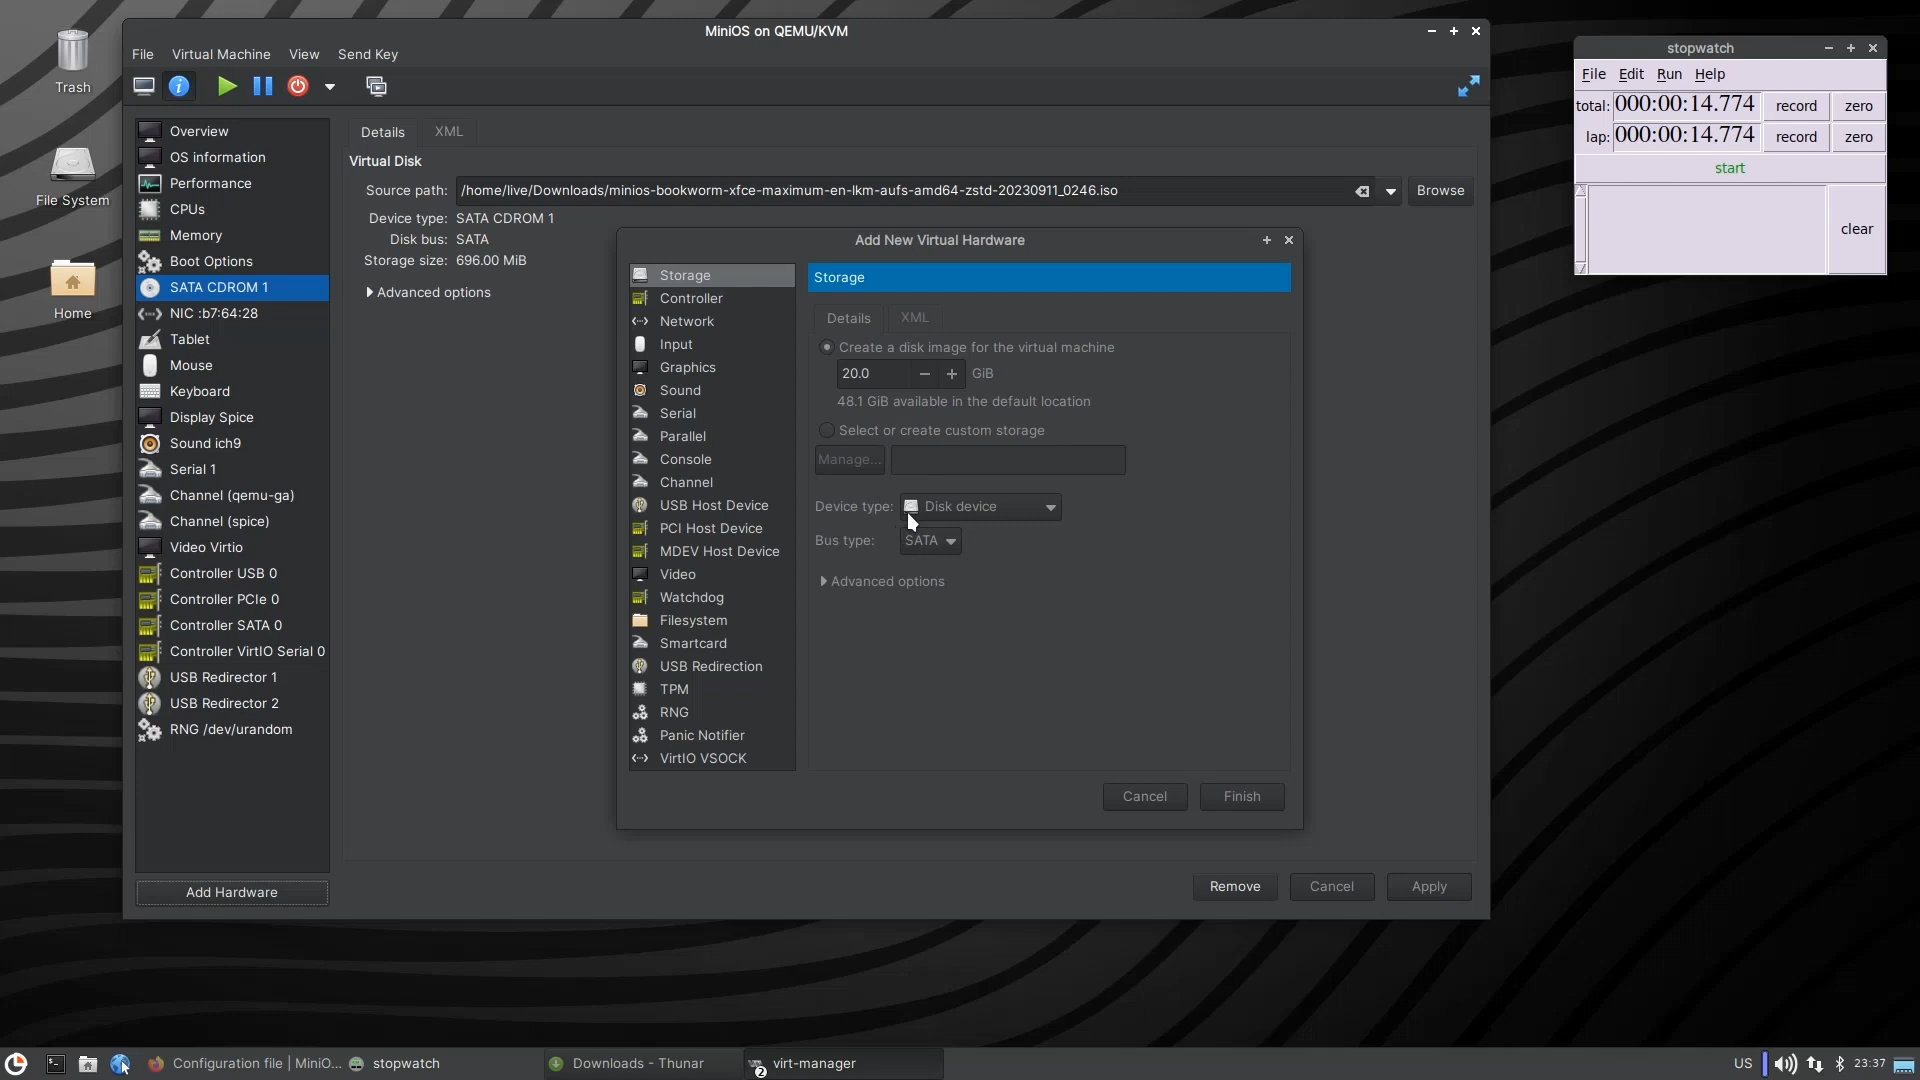 Trash
File System
Home
MiniOS on QEMU/KVM
File Virtual Machine View Send Key
Overview
OS information
Performance
CPUs
Memory
Boot Options
SATA CDROM 1
NIC :b7:64:28
Tablet
Mouse
Keyboard
Display Spice
Sound ich9
Serial 1
Channel (qemu-ga)
Channel (spice)
Video Virtio
Controller USB 0
Controller PCIe 0
Controller SATA 0
Controller VirtIO Serial 0
USB Redirector 1
USB Redirector 2
RNG /dev/urandom
Add Hardware
Details XML
Virtual Disk
Source path: /home/live/Downloads/minios-bookworm-xfce-maximum-en-lkm-aufs-amd64-zstd-20230911_0246.iso Browse
Device type: SATA CDROM 1
Disk bus: SATA
Storage size: 696.00 MiB
Advanced options
Remove Cancel Apply
Add New Virtual Hardware
Storage
Controller
Network
Input
Graphics
Sound
Serial
Parallel
Console
Channel
USB Host Device
PCI Host Device
MDEV Host Device
Video
Watchdog
Filesystem
Smartcard
USB Redirection
TPM
RNG
Panic Notifier
VirtIO VSOCK
Storage
Details XML
Create a disk image for the virtual machine
20.0 − + GiB
48.1 GiB available in the default location
Select or create custom storage
Manage...
Device type: Disk device
Bus type: SATA
Advanced options
Cancel Finish
stopwatch
File Edit Run Help
total: 000:00:14.774 record zero
lap: 000:00:14.774 record zero
start
clear
Configuration file | MiniO... stopwatch Downloads - Thunar 2 virt-manager US 23:37